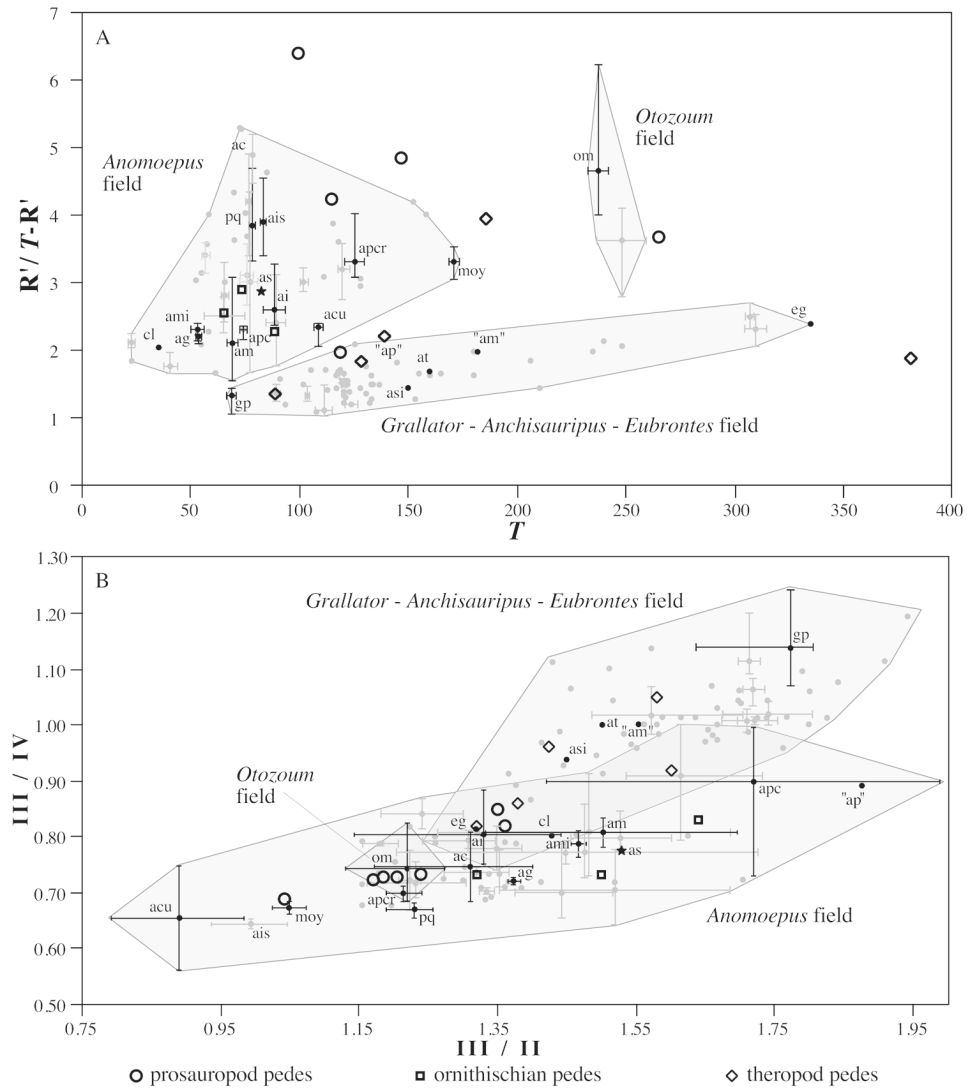 A
7
6
5
4
3
2
1
0
R'/T-R'
0
50
100
150
200
250
300
350
400
T
Anomoepus
field
Otozoum
field
Grallator - Anchisauripus - Eubrontes field
ac
om
pq
ais
apcr
moy
as
ai
ami
acu
cl
ag
am
apc
"ap"
"am"
at
asi
eg
gp
B
1.30
1.20
1.10
1.00
0.90
0.80
0.70
0.60
0.50
III / IV
0.75
0.95
1.15
1.35
1.55
1.75
1.95
III / II
Grallator - Anchisauripus - Eubrontes field
gp
at
"am"
asi
Otozoum
field
apc
"ap"
eg
cl
am
ai
ami
as
om
ac
ag
apcr
pq
Anomoepus field
acu
moy
ais
prosauropod pedes
ornithischian pedes
theropod pedes